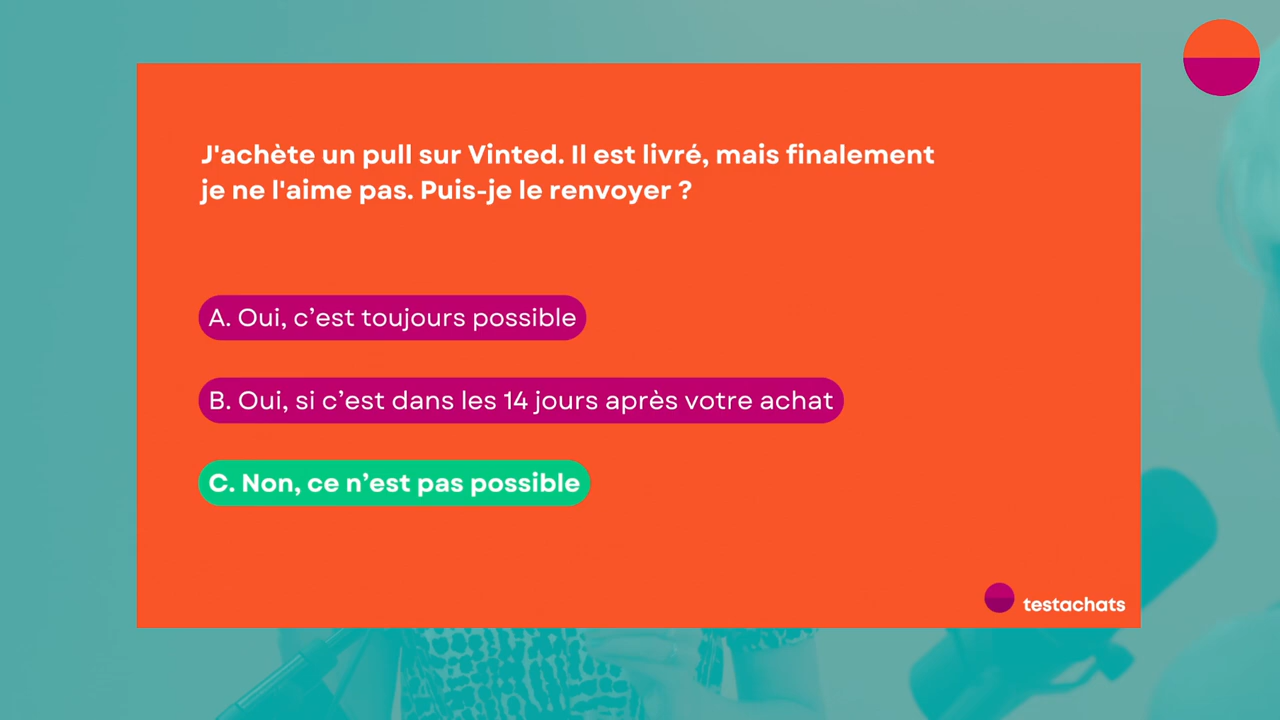 J'achète un pull sur Vinted. Il est livré, mais finalement
je ne l'aime pas. Puis-je le renvoyer ?
A. Oui, c’est toujours possible
B. Oui, si c’est dans les 14 jours après votre achat
C. Non, ce n’est pas possible
testachats